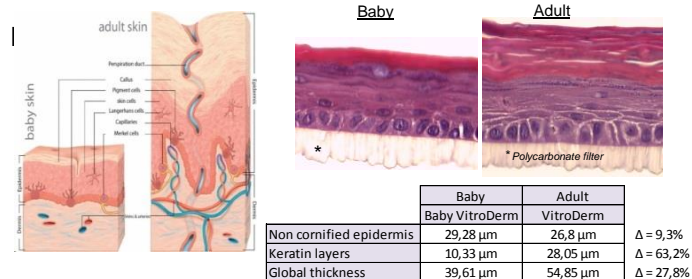 adult skin
baby skin
Perspiration duct
Callus
Pigment cells
skin cells
Langerhans cells
Capillaries
Merkel cells
Epidermis
Dermis
Epidermis
Dermis
Baby
Adult
*
* Polycarbonate filter
Baby Adult
Baby VitroDerm VitroDerm
Non cornified epidermis 29,28 µm 26,8 µm Δ = 9,3%
Keratin layers 10,33 µm 28,05 µm Δ = 63,2%
Global thickness 39,61 µm 54,85 µm Δ = 27,8%